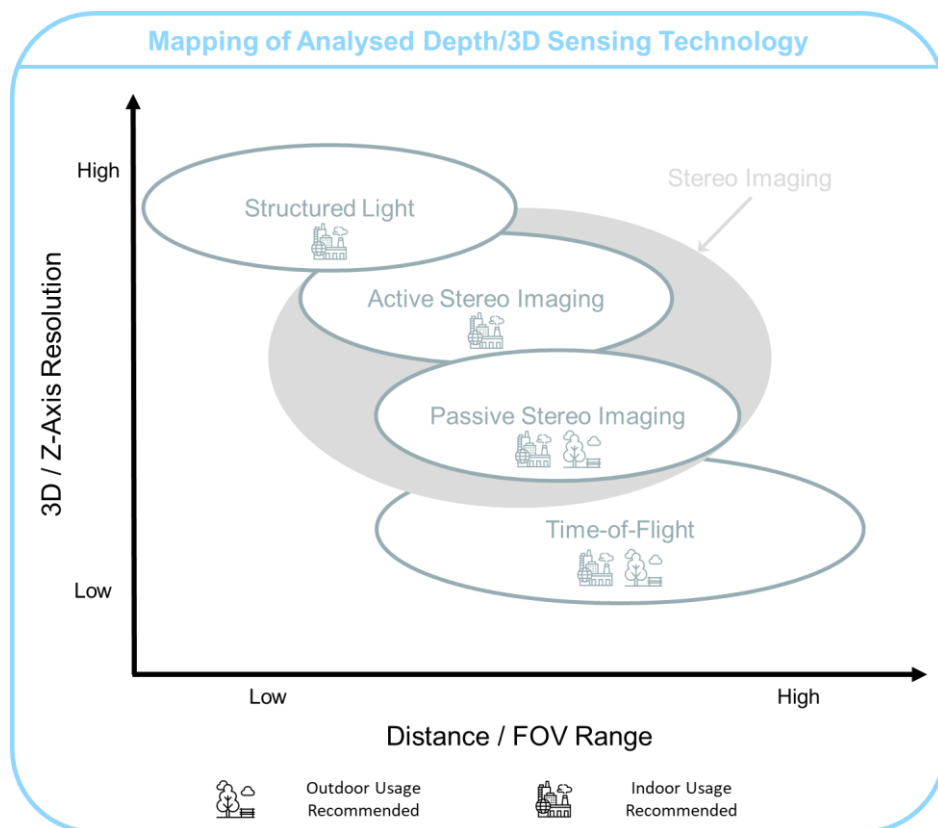 Mapping of Analysed Depth/3D Sensing Technology
High
Stereo Imaging
Structured Light
Active Stereo Imaging
3D / Z-Axis Resolution
Passive Stereo Imaging
Time-of-Flight
Low
Low
High
Distance / FOV Range
Outdoor Usage
Recommended
Indoor Usage
Recommended